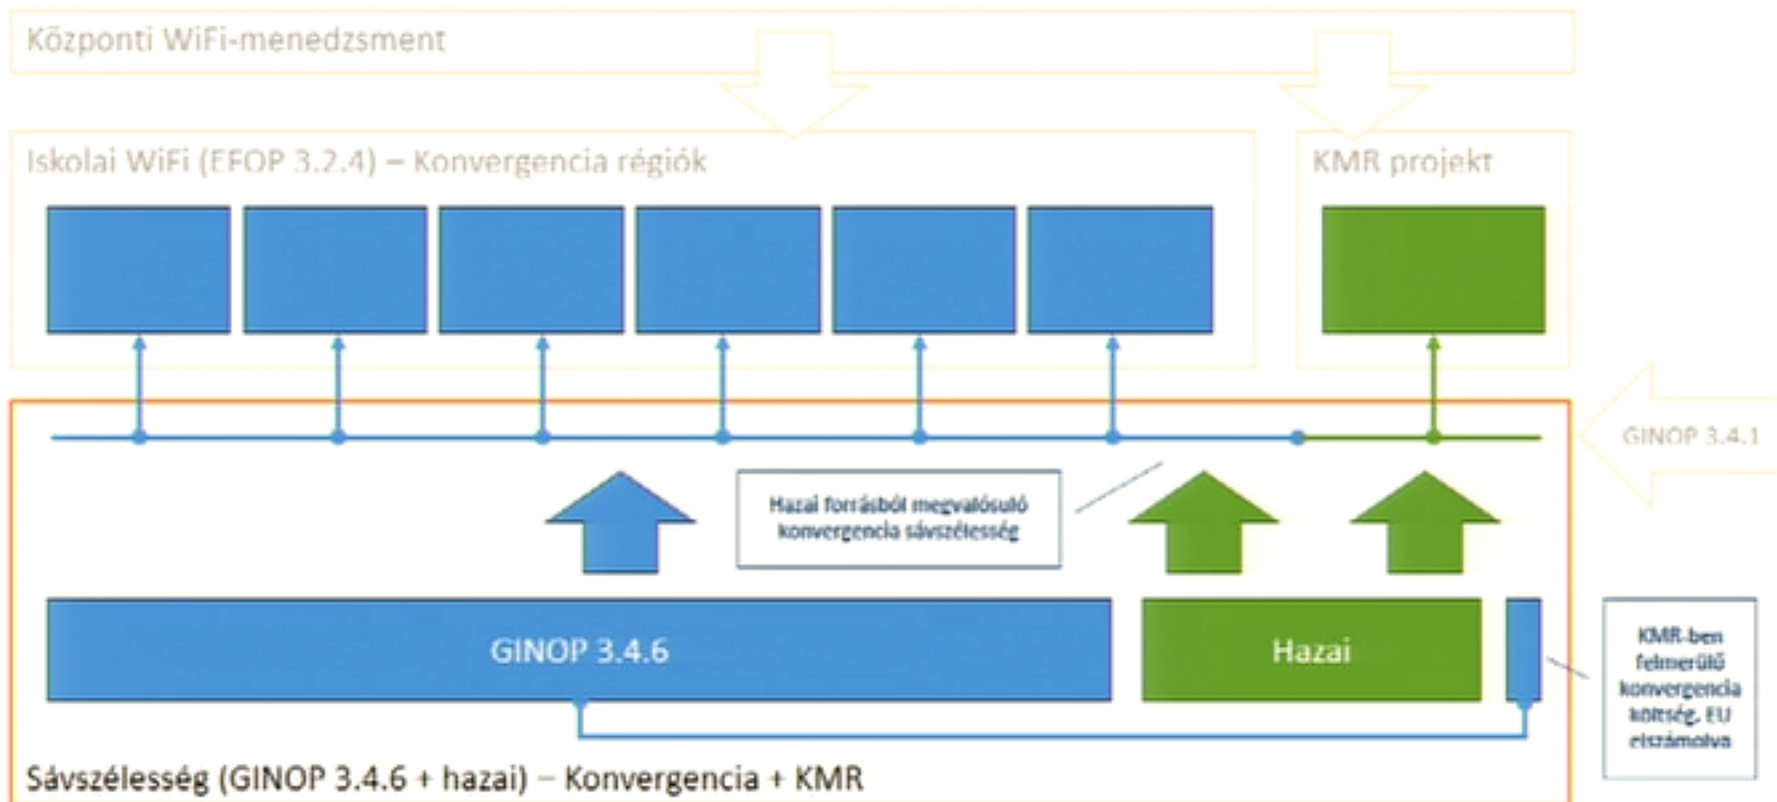 Központi WiFi-menedzsment
Iskolai WiFi (EFOP 3.2.4) – Konvergencia régiók
KMR projekt
GINOP 3.4.1
Hazai forrásból megvalósuló
konvergencia sávszélesség
GINOP 3.4.6
Hazai
KMR-ben
felmerülő
konvergencia
költség, EU
elszámolva
Sávszélesség (GINOP 3.4.6 + hazai) – Konvergencia + KMR